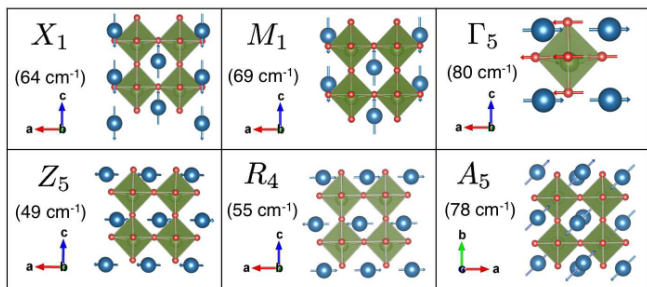 X₁
(64 cm⁻¹)
c
a
b
M₁
(69 cm⁻¹)
c
a
b
Γ₅
(80 cm⁻¹)
c
a
b
Z₅
(49 cm⁻¹)
c
a
b
R₄
(55 cm⁻¹)
c
a
b
A₅
(78 cm⁻¹)
b
a